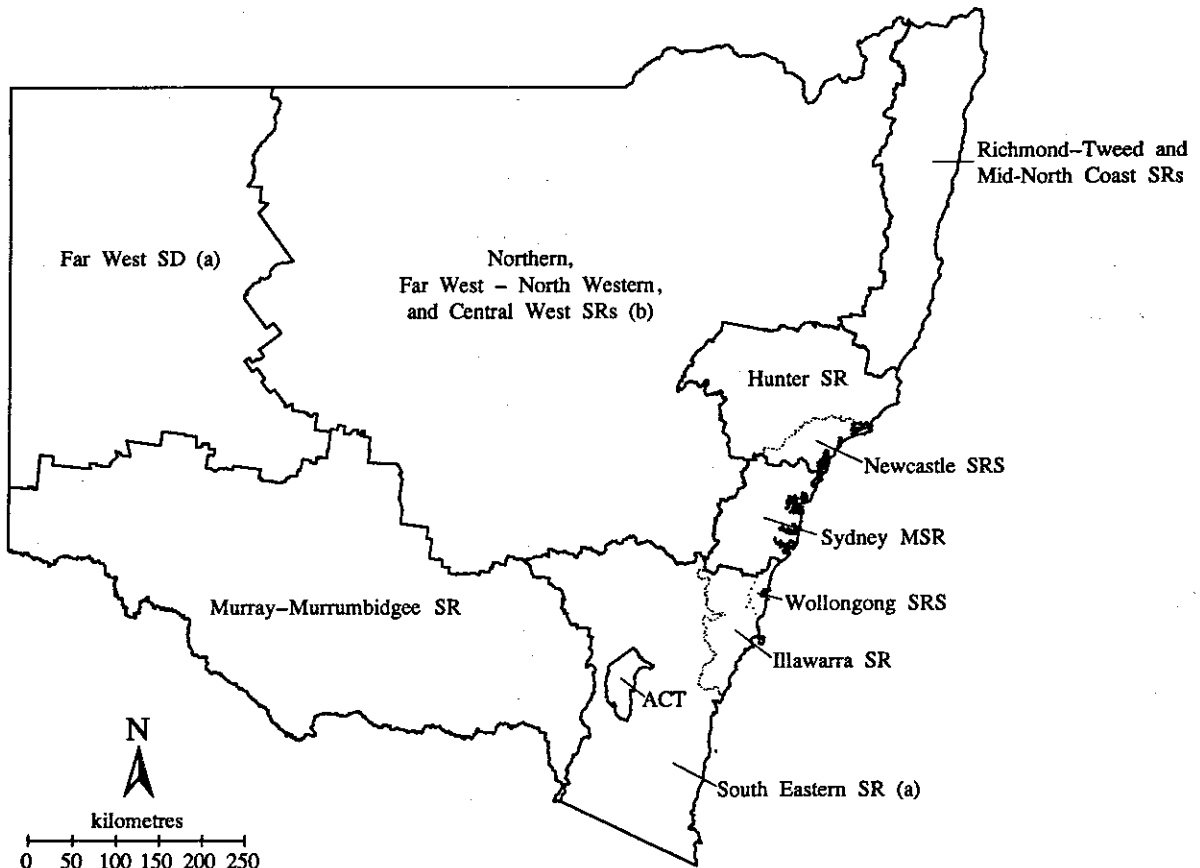 Richmond–Tweed and
Mid-North Coast SRs
Far West SD (a)
Northern,
Far West – North Western,
and Central West SRs (b)
Hunter SR
Newcastle SRS
Sydney MSR
Murray–Murrumbidgee SR
Wollongong SRS
Illawarra SR
ACT
N
South Eastern SR (a)
kilometres
0 50 100 150 200 250